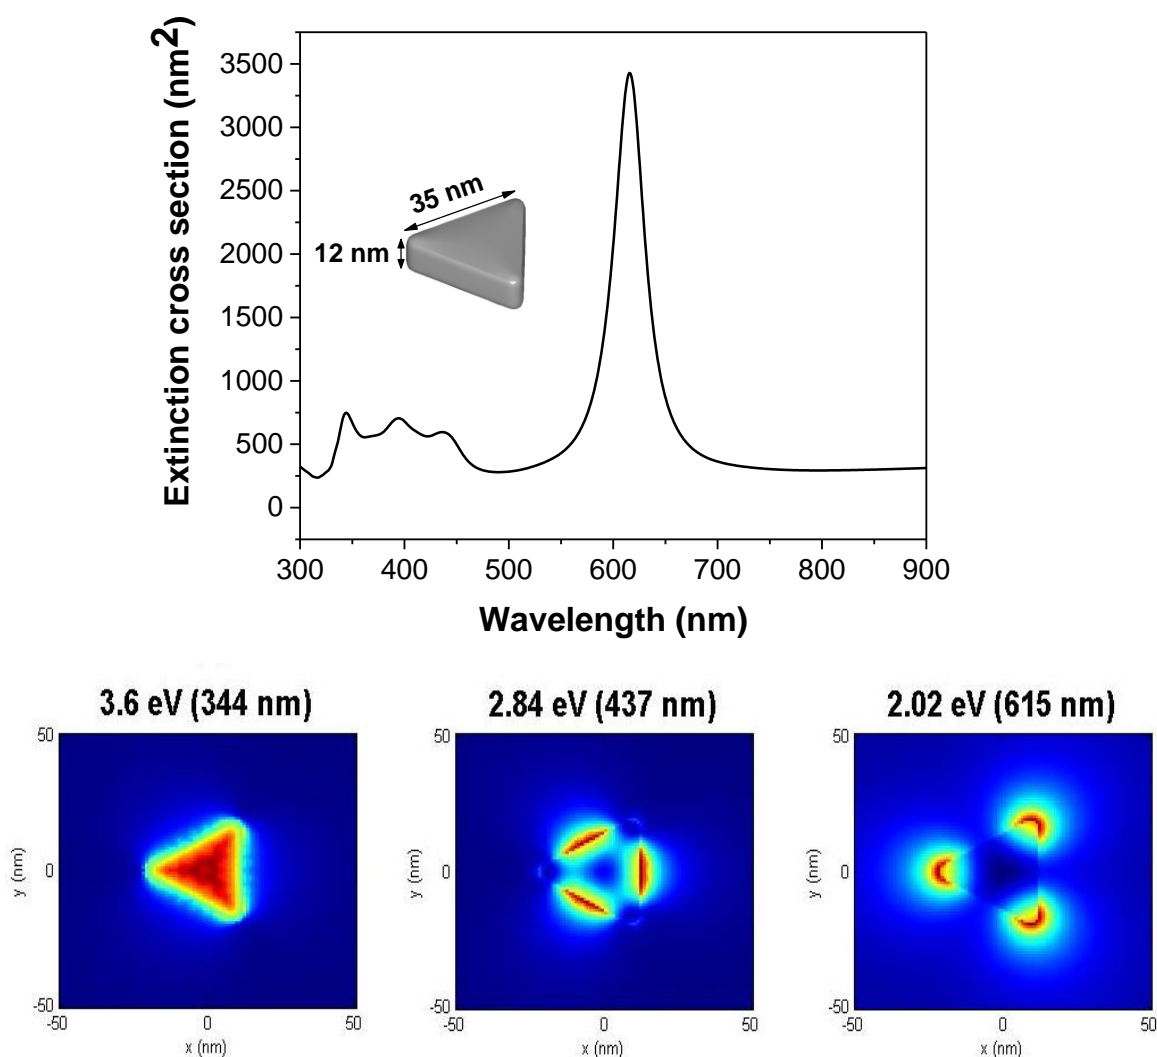 Extinction cross section (nm2)
3500
3000
2500
2000
1500
1000
500
0
35 nm
12 nm
300 400 500 600 700 800 900
Wavelength (nm)
3.6 eV (344 nm) 2.84 eV (437 nm) 2.02 eV (615 nm)
50 50 50
y (nm) y (nm) y (nm)
0 0 0
-50 -50 -50
-50 0 50 -50 0 50 -50 0 50
x (nm) x (nm) x (nm)